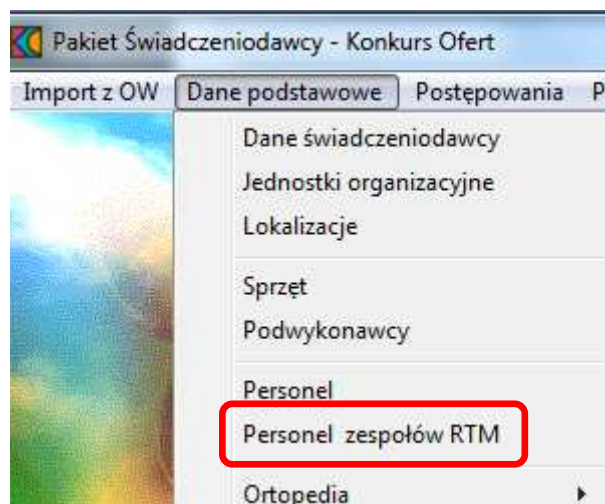 Pakiet Świadczeniodawcy - Konkurs Ofert
Import z OW Dane podstawowe Postępowania P
Dane świadczeniodawcy
Jednostki organizacyjne
Lokalizacje
Sprzęt
Podwykonawcy
Personel
Personel zespołów RTM
Ortopedia